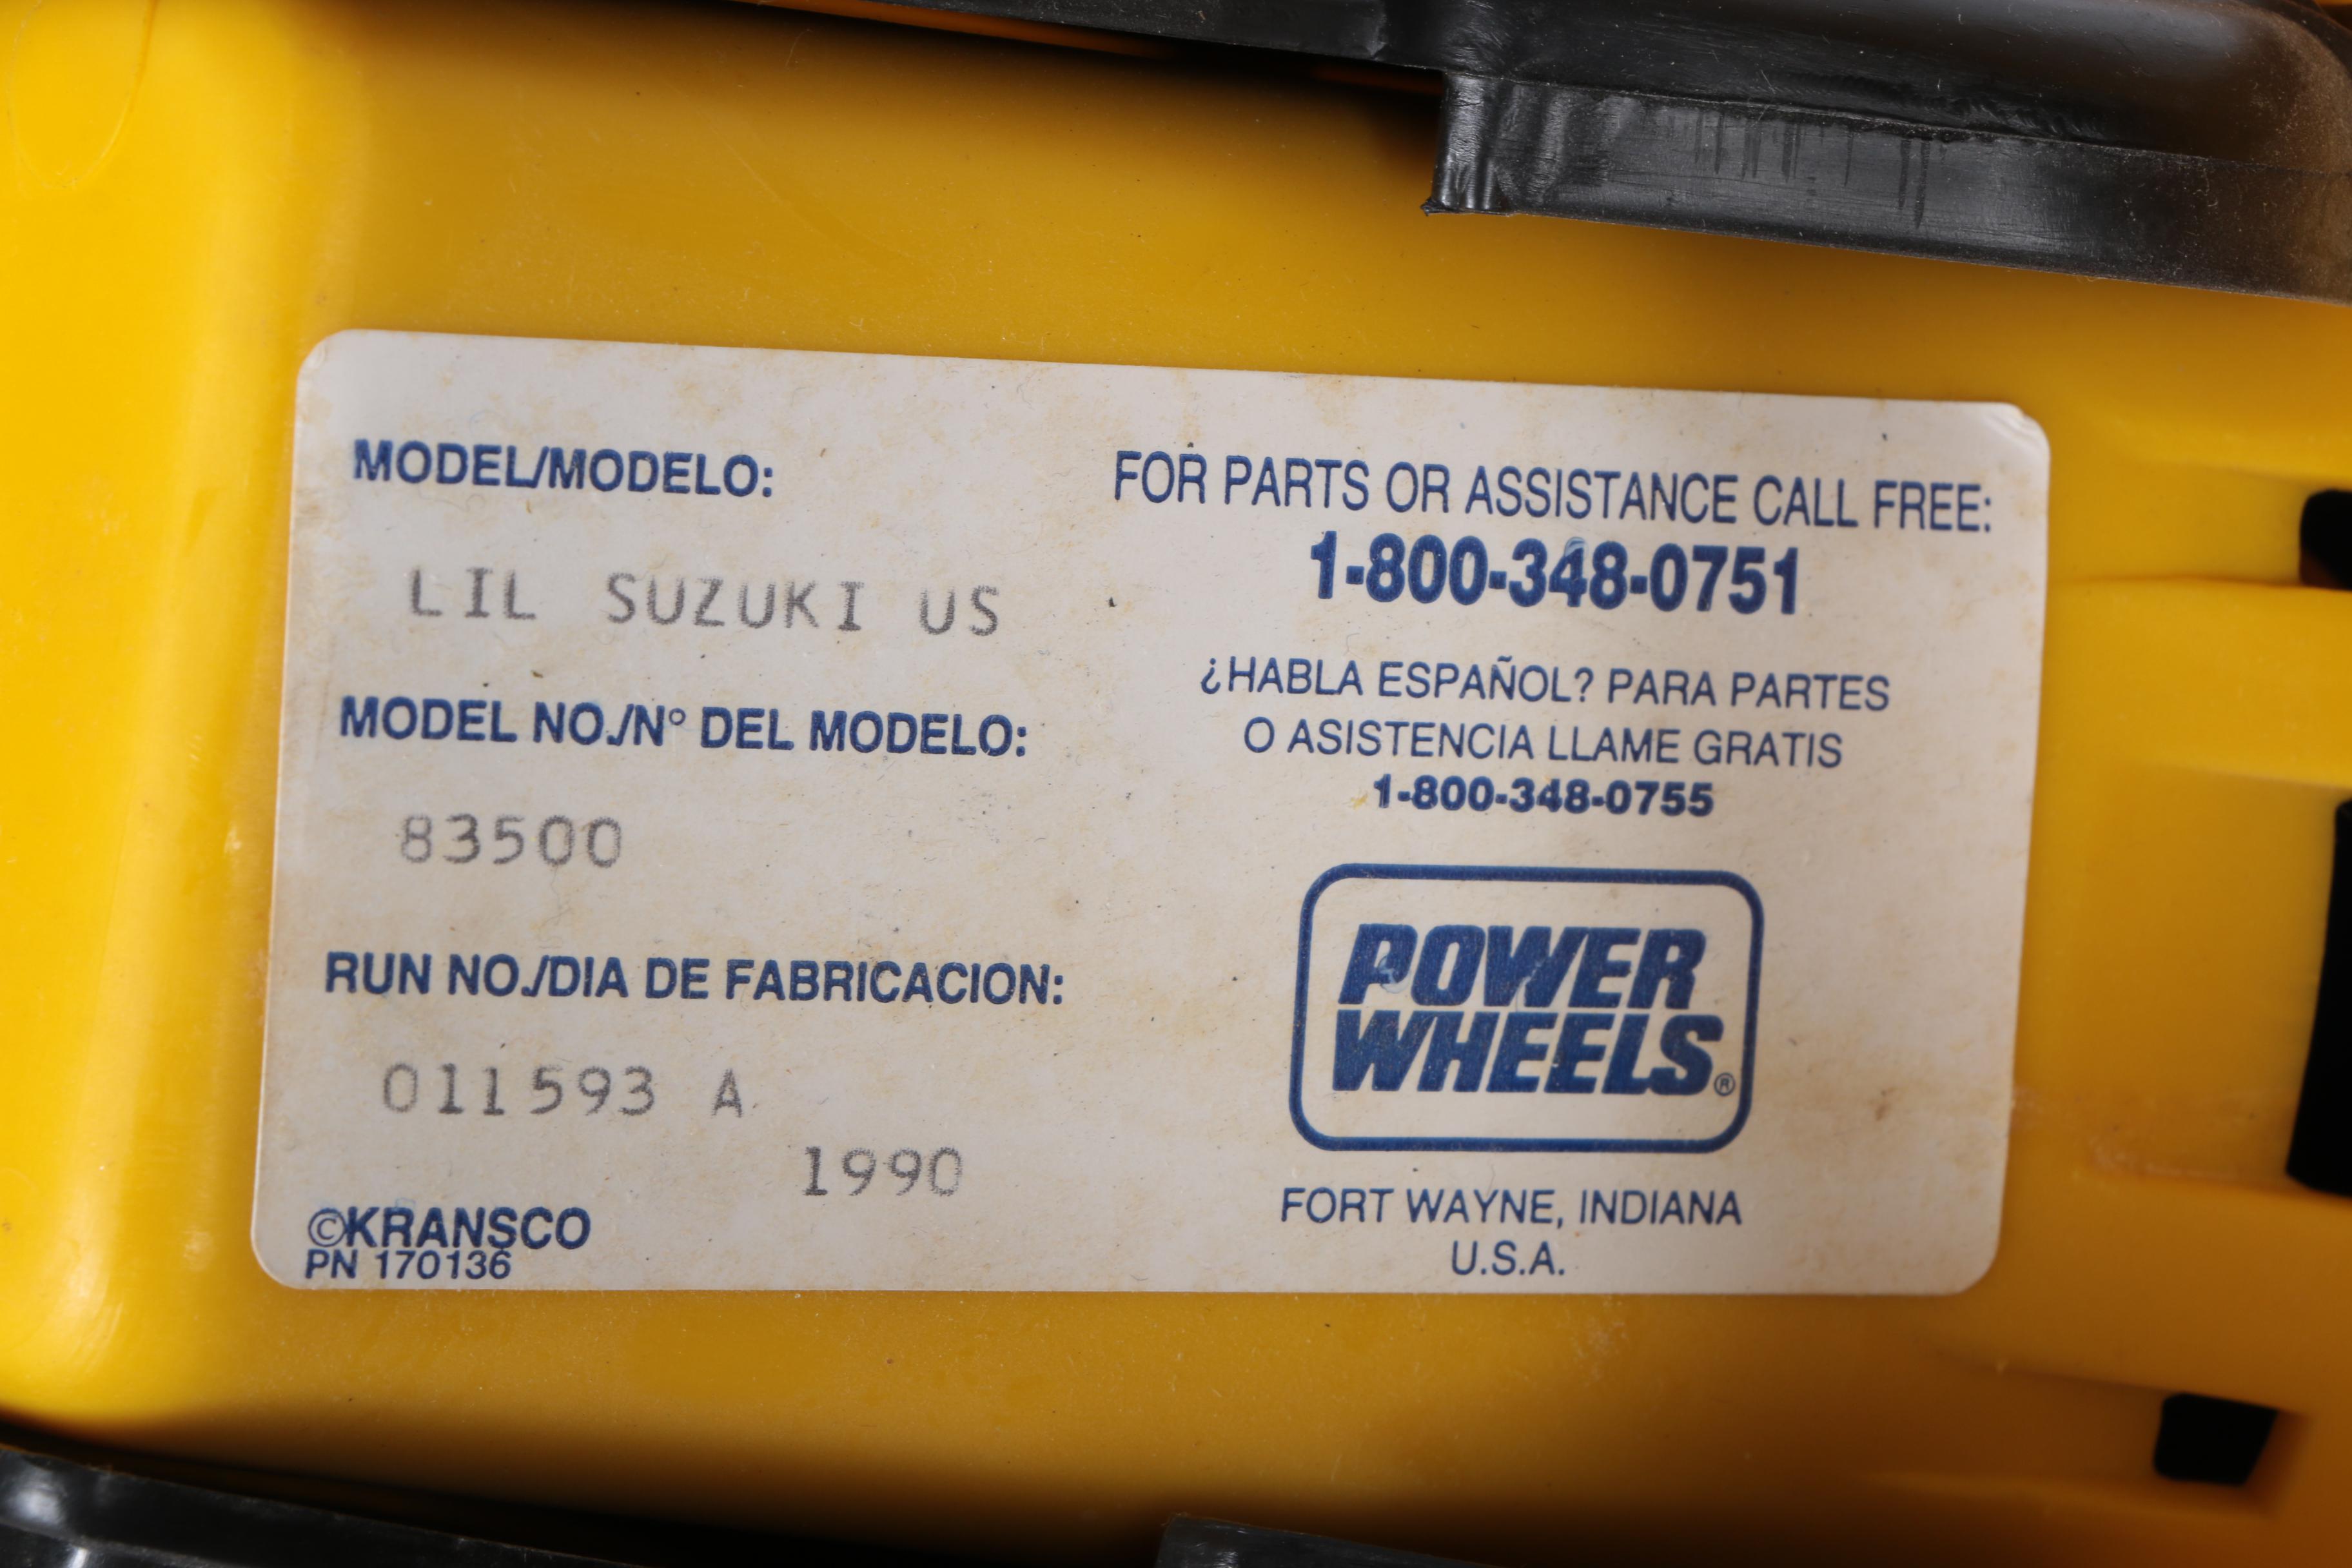 MODEL/MODELO:
LIL SUZUKI US
MODEL NO./N° DEL MODELO:
83500
RUN NO./DIA DE FABRICACION:
011593 A
1990
©KRANSCO
PN 170136
FOR PARTS OR ASSISTANCE CALL FREE:
1-800-348-0751
¿HABLA ESPAÑOL? PARA PARTES
O ASISTENCIA LLAME GRATIS
1-800-348-0755
POWER
WHEELS®
FORT WAYNE, INDIANA
U.S.A.